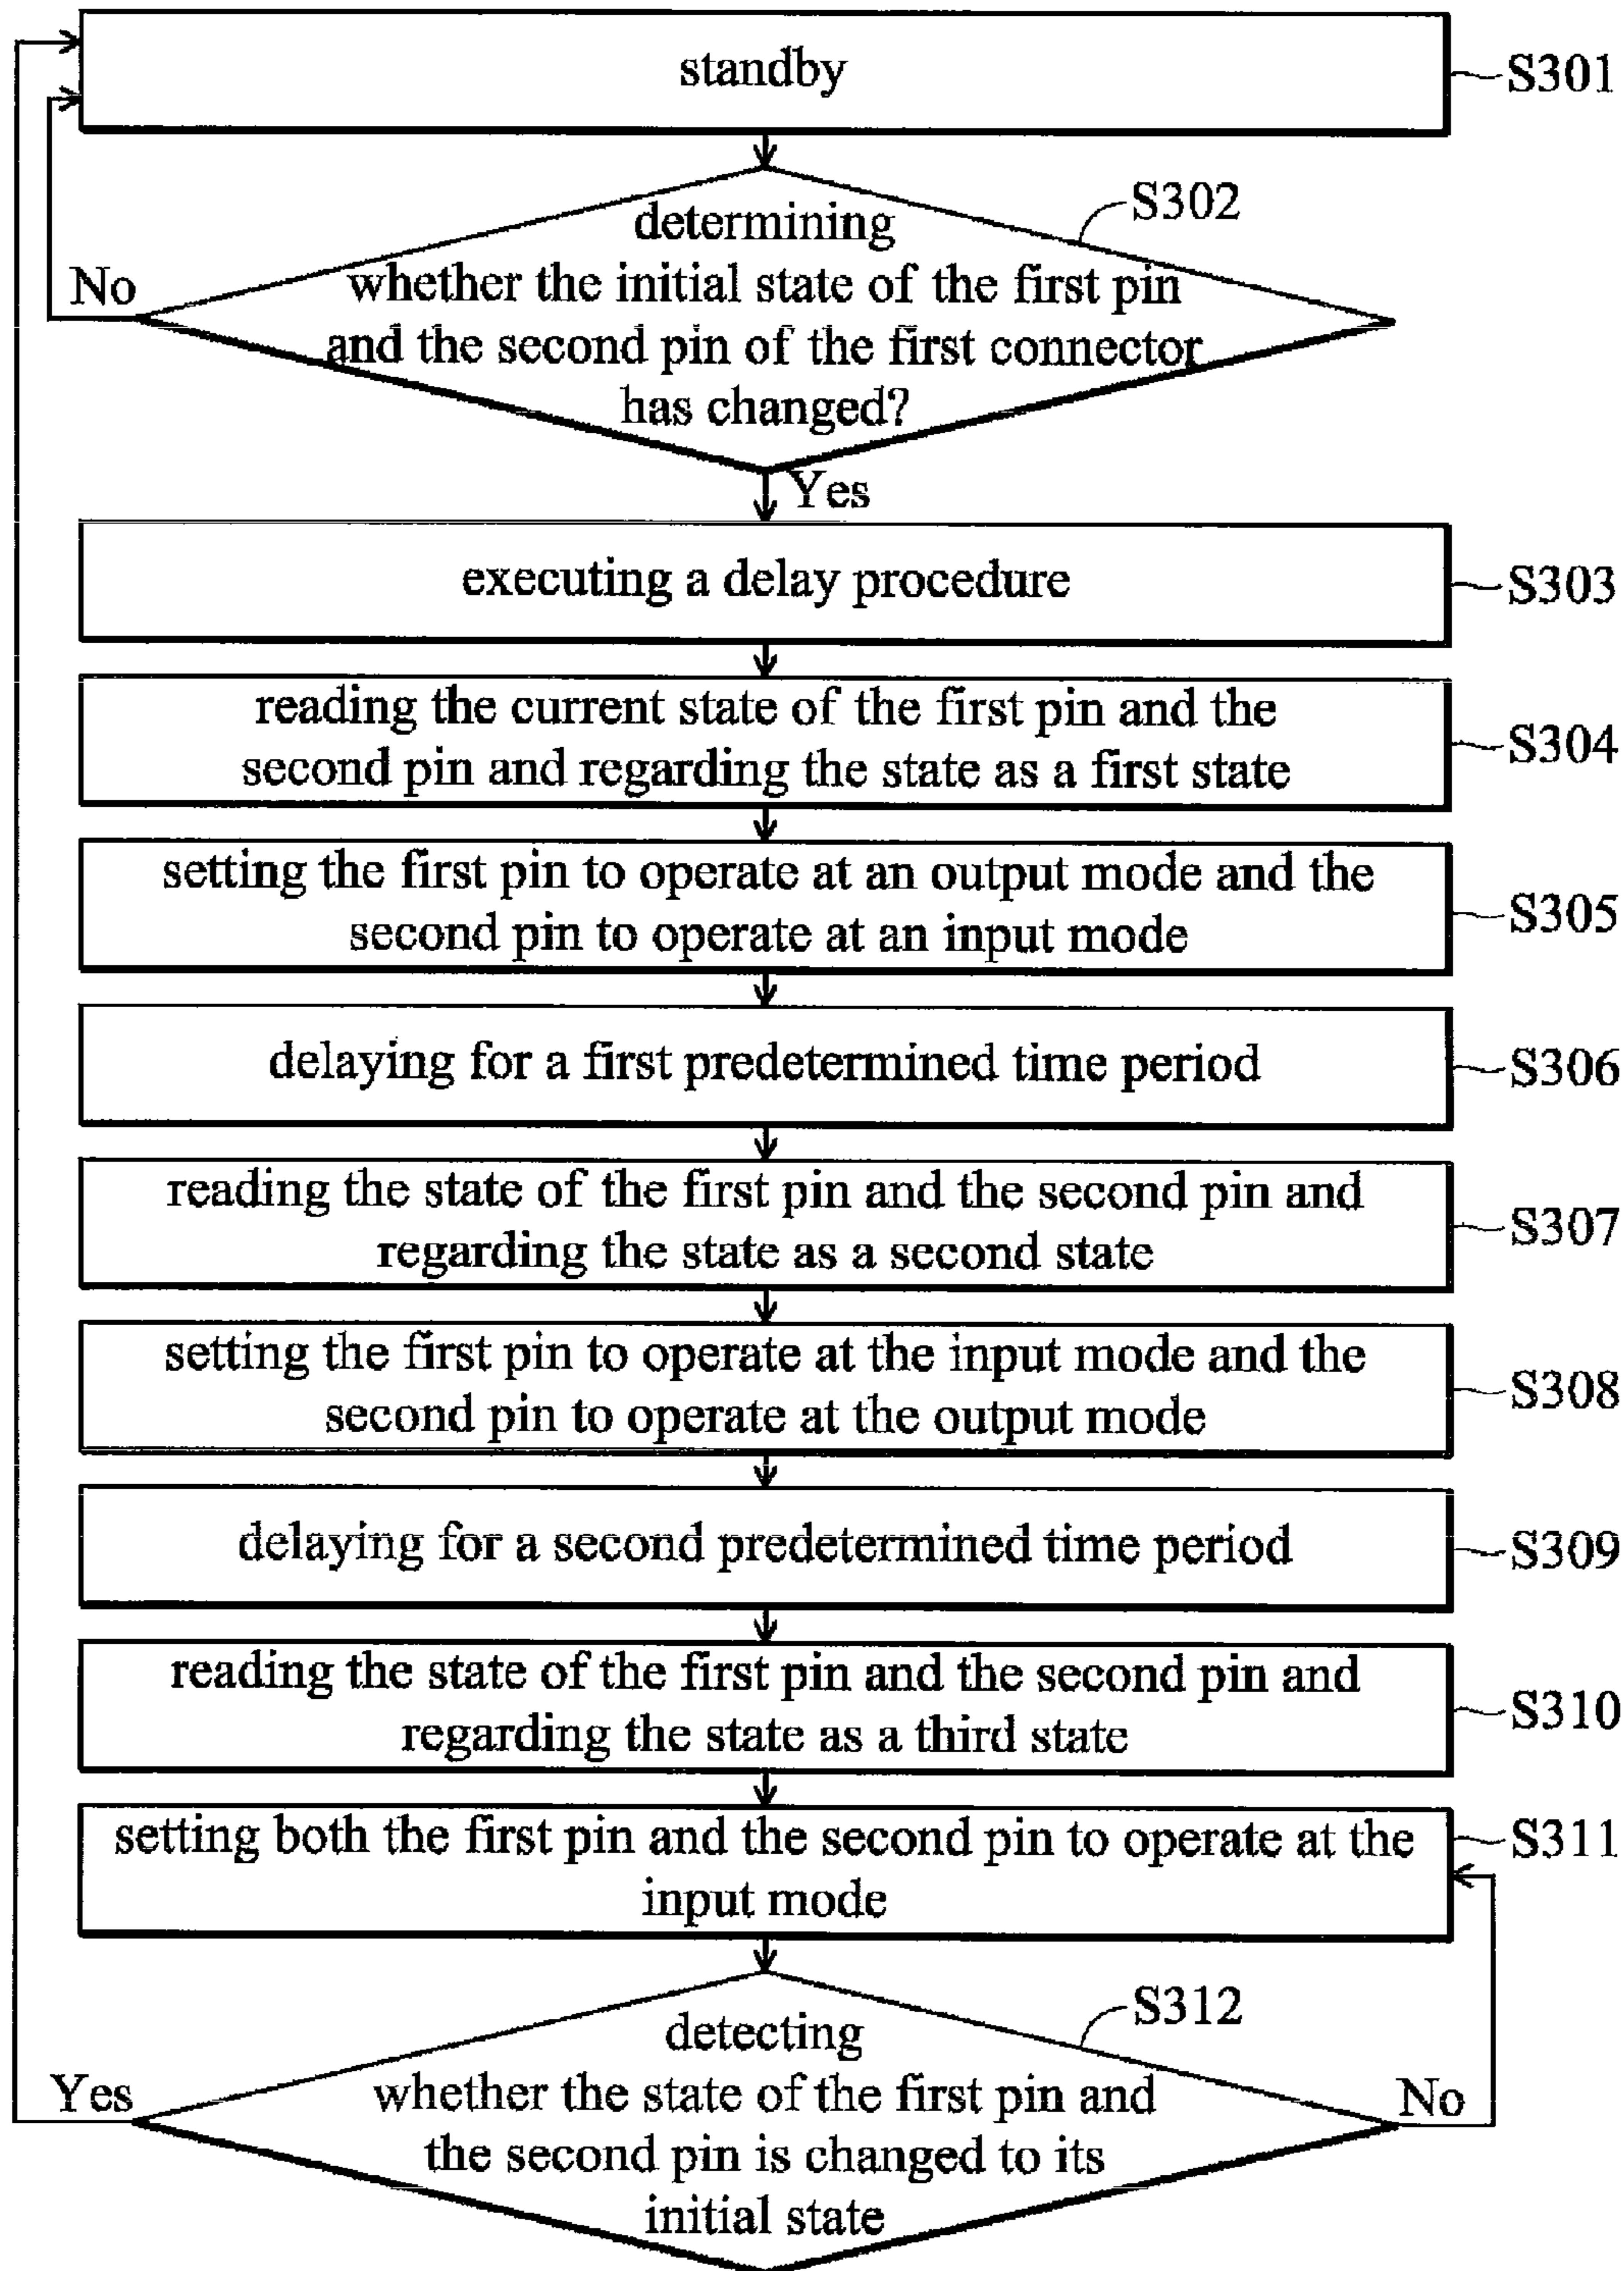 standby
S301
S302
determining
whether the initial state of the first pin
and the second pin of the first connector
has changed?
No
Yes
executing a delay procedure
S303
reading the current state of the first pin and the
second pin and regarding the state as a first state
S304
setting the first pin to operate at an output mode and the
second pin to operate at an input mode
S305
delaying for a first predetermined time period
S306
reading the state of the first pin and the second pin and
regarding the state as a second state
S307
setting the first pin to operate at the input mode and the
second pin to operate at the output mode
S308
delaying for a second predetermined time period
S309
reading the state of the first pin and the second pin and
regarding the state as a third state
S310
setting both the first pin and the second pin to operate at the
input mode
S311
S312
detecting
whether the state of the first pin and
the second pin is changed to its
initial state
Yes
No